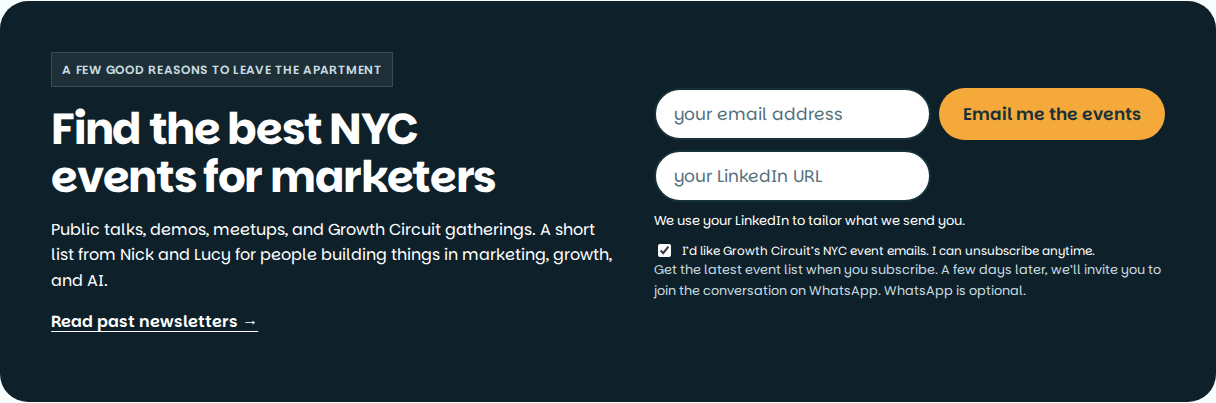 A FEW GOOD REASONS TO LEAVE THE APARTMENT
Find the best NYC
events for marketers
Public talks, demos, meetups, and Growth Circuit gatherings. A short
list from Nick and Lucy for people building things in marketing, growth,
and AI.
Read past newsletters →
your email address
Email me the events
your LinkedIn URL
We use your LinkedIn to tailor what we send you.
I'd like Growth Circuit's NYC event emails. I can unsubscribe anytime.
Get the latest event list when you subscribe. A few days later, we'll invite you to
join the conversation on WhatsApp. WhatsApp is optional.